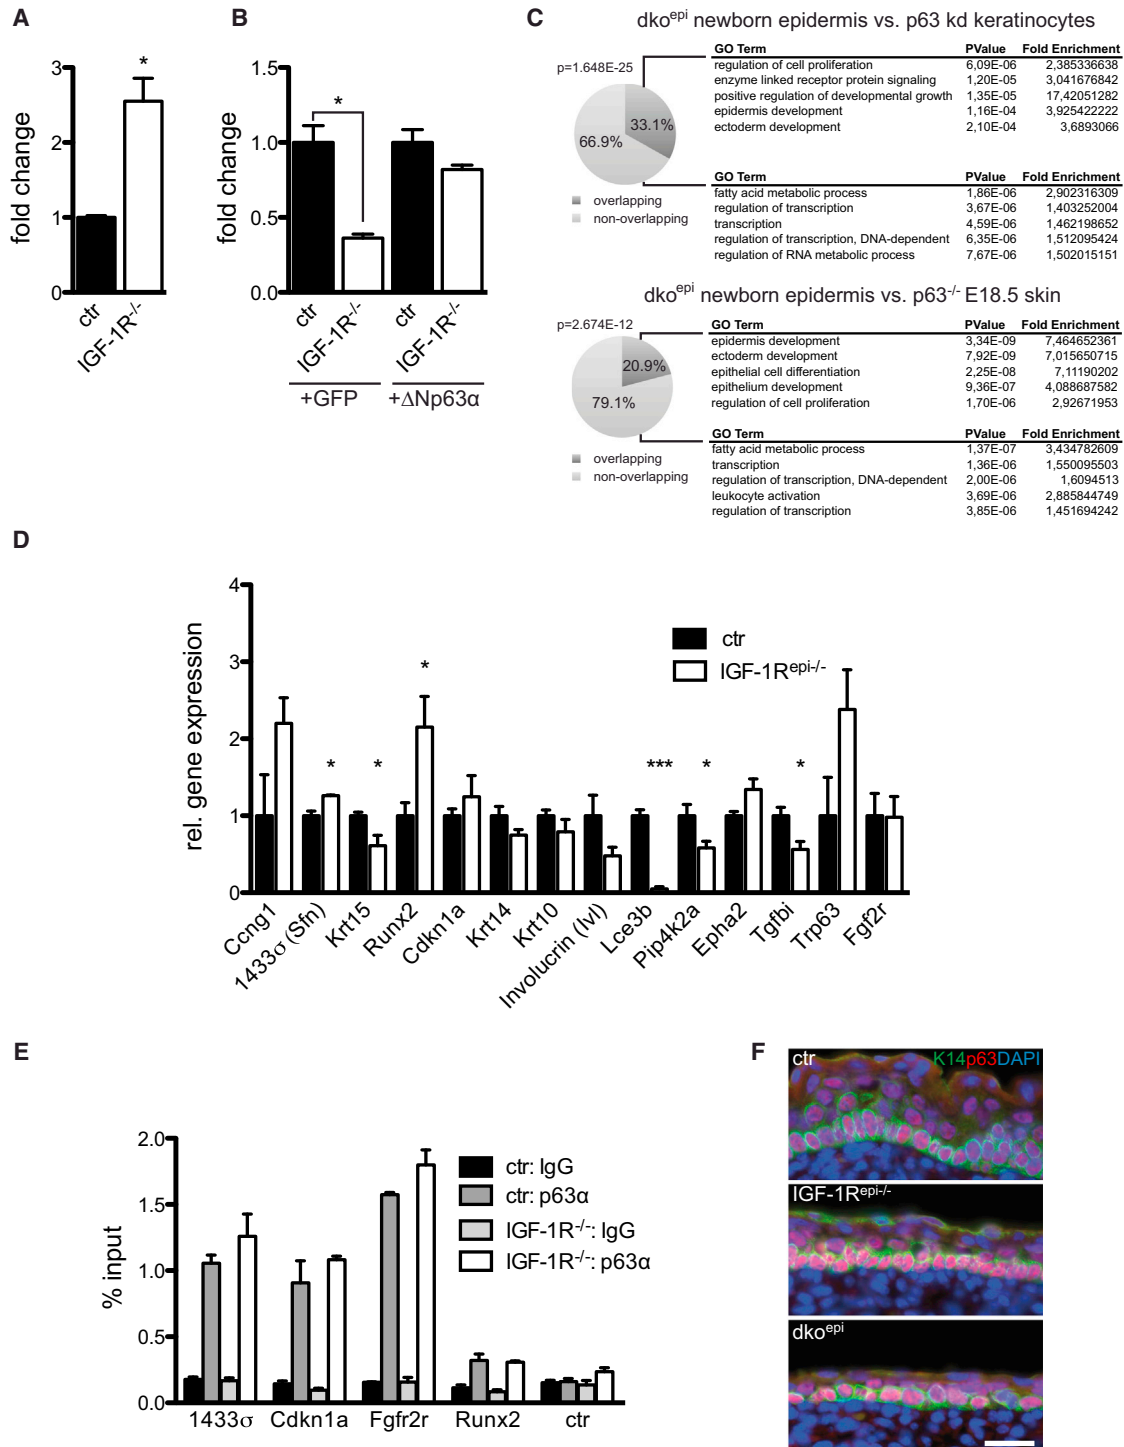 A
fold change
3
2
1
0
*
ctr
IGF-1R-/-
B
fold change
1.5
1.0
0.5
0.0
*
ctr
IGF-1R-/-
ctr
IGF-1R-/-
+GFP
+ΔNp63α
C
dkoepi newborn epidermis vs. p63 kd keratinocytes
p=1.648E-25
33.1%
66.9%
overlapping
non-overlapping
GO Term PValue Fold Enrichment
regulation of cell proliferation 6,09E-06 2,385336638
enzyme linked receptor protein signaling 1,20E-05 3,041676842
positive regulation of developmental growth 1,35E-05 17,42051282
epidermis development 1,16E-04 3,925422222
ectoderm development 2,10E-04 3,6893066
GO Term PValue Fold Enrichment
fatty acid metabolic process 1,86E-06 2,902316309
regulation of transcription 3,67E-06 1,403252004
transcription 4,59E-06 1,462198652
regulation of transcription, DNA-dependent 6,35E-06 1,512095424
regulation of RNA metabolic process 7,67E-06 1,502015151
dkoepi newborn epidermis vs. p63-/- E18.5 skin
p=2.674E-12
20.9%
79.1%
overlapping
non-overlapping
GO Term PValue Fold Enrichment
epidermis development 3,34E-09 7,464652361
ectoderm development 7,92E-09 7,015650715
epithelial cell differentiation 2,25E-08 7,11190202
epithelium development 9,36E-07 4,088687582
regulation of cell proliferation 1,70E-06 2,92671953
GO Term PValue Fold Enrichment
fatty acid metabolic process 1,37E-07 3,434782609
transcription 1,36E-06 1,550095503
regulation of transcription, DNA-dependent 2,00E-06 1,6094513
leukocyte activation 3,69E-06 2,885844749
regulation of transcription 3,85E-06 1,451694242
D
rel. gene expression
4
3
2
1
0
ctr
IGF-1Repi-/-
* * * *** * *
Ccng1
1433σ (Sfn)
Krt15
Runx2
Cdkn1a
Krt14
Krt10
Involucrin (Ivl)
Lce3b
Pip4k2a
Epha2
Tgfbi
Trp63
Fgf2r
E
% input
2.0
1.5
1.0
0.5
0.0
ctr: IgG
ctr: p63α
IGF-1R-/-: IgG
IGF-1R-/-: p63α
1433σ
Cdkn1a
Fgfr2r
Runx2
ctr
F
ctr
K14p63DAPI
IGF-1Repi-/-
dkoepi